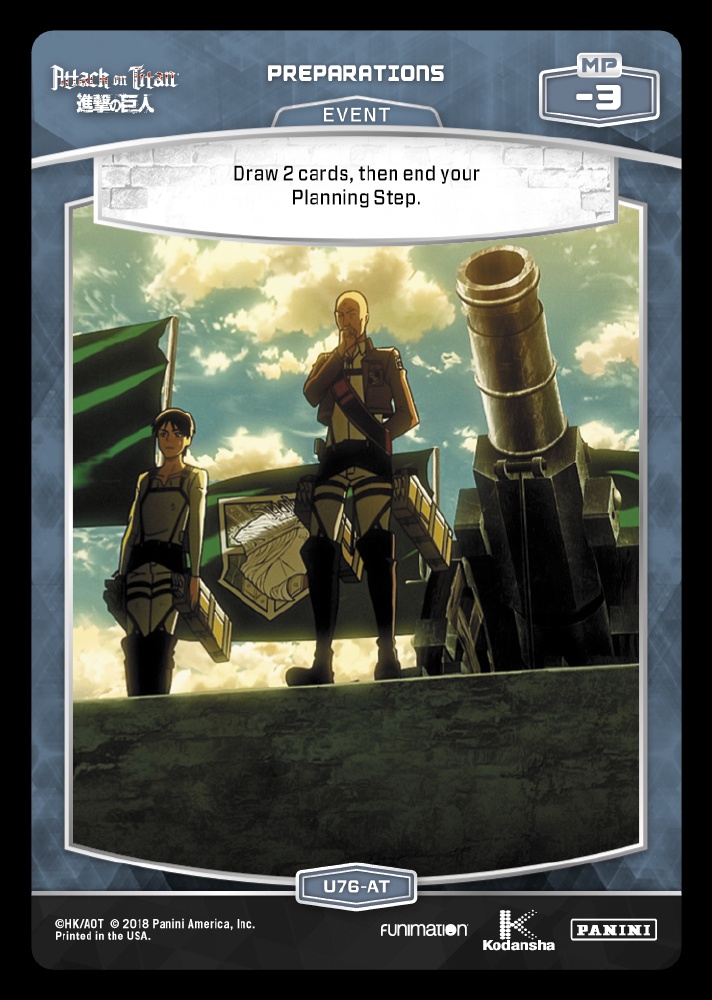 Attack on Titan
進撃の巨人
PREPARATIONS
MP
-3
EVENT
Draw 2 cards, then end your
Planning Step.
U76-AT
©HK/AOT © 2018 Panini America, Inc.
Printed in the USA.
FUNIMATION
K
Kodansha
PANINI